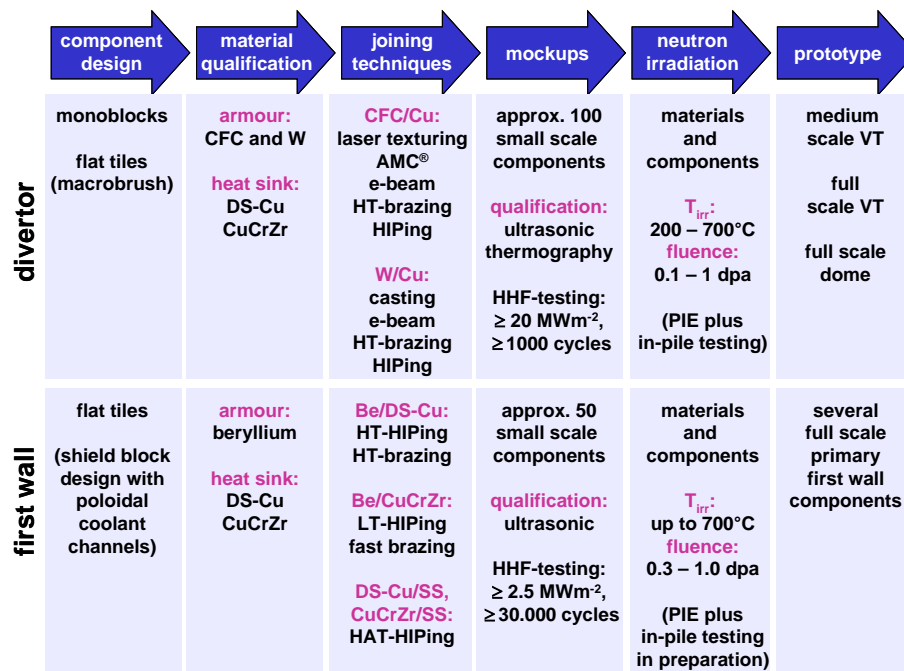 component
design
material
qualification
joining
techniques
mockups
neutron
irradiation
prototype
divertor
monoblocks
flat tiles
(macrobrush)
armour:
CFC and W
heat sink:
DS-Cu
CuCrZr
CFC/Cu:
laser texturing
AMC®
e-beam
HT-brazing
HIPing
W/Cu:
casting
e-beam
HT-brazing
HIPing
approx. 100
small scale
components
qualification:
ultrasonic
thermography
HHF-testing:
≥ 20 MWm-2,
≥ 1000 cycles
materials
and
components
Tirr:
200 – 700°C
fluence:
0.1 – 1 dpa
(PIE plus
in-pile testing)
medium
scale VT
full
scale VT
full scale
dome
first wall
flat tiles
(shield block
design with
poloidal
coolant
channels)
armour:
beryllium
heat sink:
DS-Cu
CuCrZr
Be/DS-Cu:
HT-HIPing
HT-brazing
Be/CuCrZr:
LT-HIPing
fast brazing
DS-Cu/SS,
CuCrZr/SS:
HAT-HIPing
approx. 50
small scale
components
qualification:
ultrasonic
HHF-testing:
≥ 2.5 MWm-2,
≥ 30.000 cycles
materials
and
components
Tirr:
up to 700°C
fluence:
0.3 – 1.0 dpa
(PIE plus
in-pile testing
in preparation)
several
full scale
primary
first wall
components